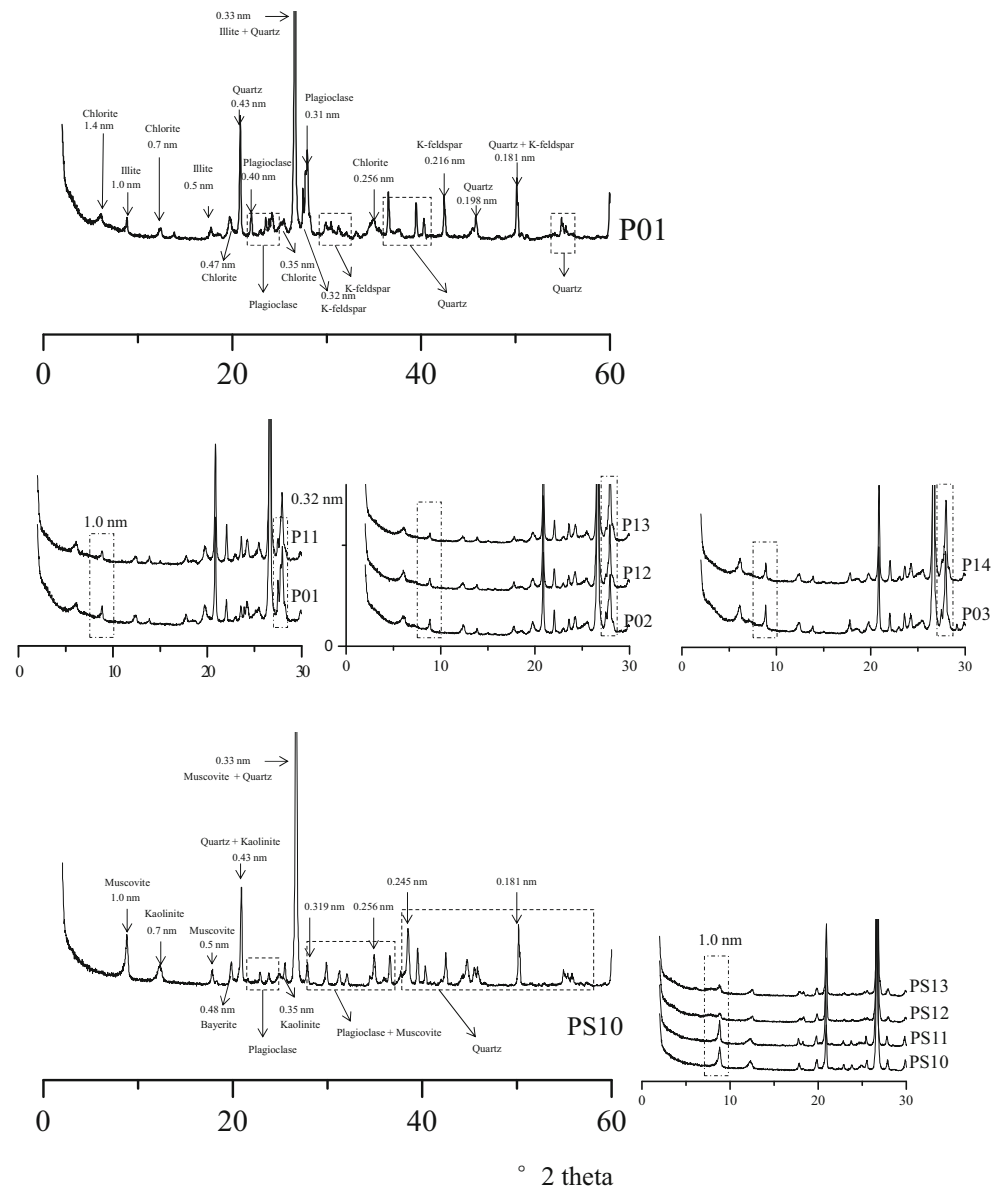 0.33 nm
Illite + Quartz
Quartz
0.43 nm
Plagioclase
0.31 nm
Chlorite
1.4 nm
Chlorite
0.7 nm
Illite
1.0 nm
Illite
0.5 nm
Plagioclase
0.40 nm
Chlorite
0.256 nm
K-feldspar
0.216 nm
Quartz
0.198 nm
Quartz + K-feldspar
0.181 nm
P01
0.47 nm
Chlorite
Plagioclase
0.35 nm
Chlorite
0.32 nm
K-feldspar
K-feldspar
Quartz
Quartz
0 20 40 60
1.0 nm
0.32 nm
P11
P01
0 10 20 30
P13
P12
P02
0
0 10 20 30
P14
P03
0 10 20 30
0.33 nm
Muscovite + Quartz
Quartz + Kaolinite
0.43 nm
Muscovite
1.0 nm
Kaolinite
0.7 nm
Muscovite
0.5 nm
0.319 nm
0.256 nm
0.245 nm
0.181 nm
0.48 nm
Bayerite
Plagioclase
0.35 nm
Kaolinite
Plagioclase + Muscovite
Quartz
PS10
0 20 40 60
1.0 nm
PS13
PS12
PS11
PS10
0 10 20 30
° 2 theta